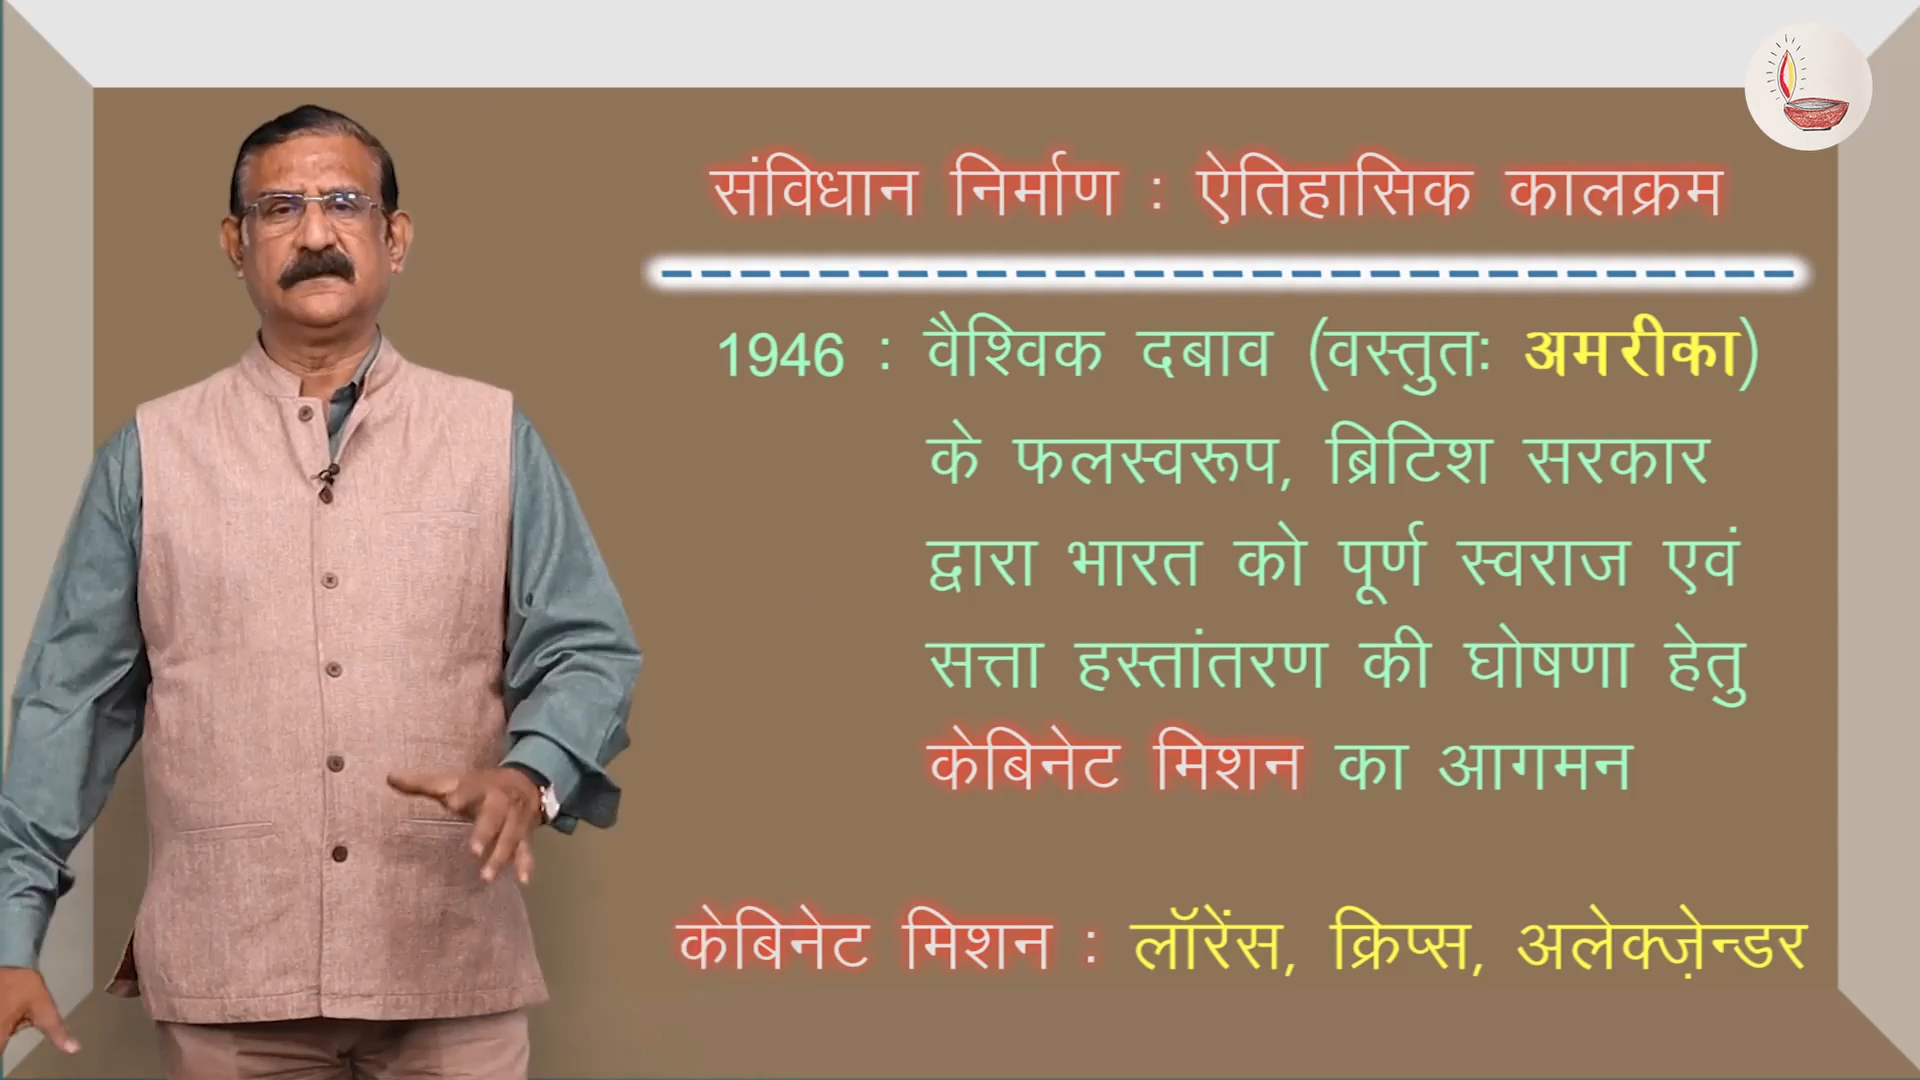 संविधान निर्माण : ऐतिहासिक कालक्रम
1946 : वैश्विक दबाव (वस्तुतः अमरीका)
के फलस्वरूप, ब्रिटिश सरकार
द्वारा भारत को पूर्ण स्वराज एवं
सत्ता हस्तांतरण की घोषणा हेतु
केबिनेट मिशन का आगमन
केबिनेट मिशन : लॉरेंस, क्रिप्स, अलेक्ज़ेन्डर